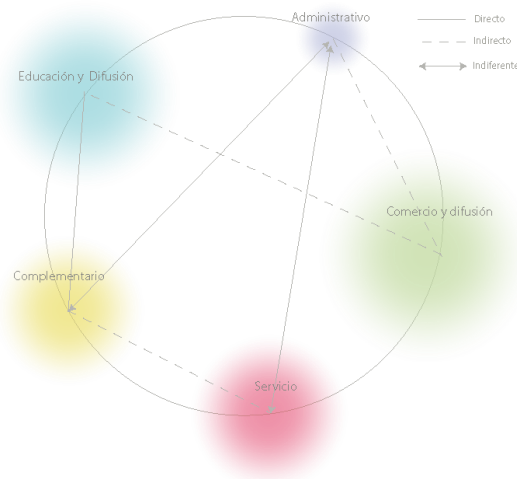 Administrativo
Directo
Indirecto
Indiferente
Educación y Difusión
Comercio y difusión
Complementario
Servicio